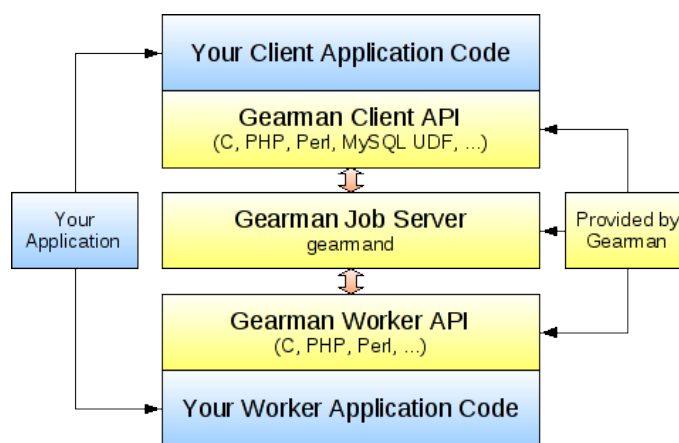 Your Client Application Code
Gearman Client API
(C, PHP, Perl, MySQL UDF, ...)
Your
Application
Gearman Job Server
gearmand
Provided by
Gearman
Gearman Worker API
(C, PHP, Perl, ...)
Your Worker Application Code